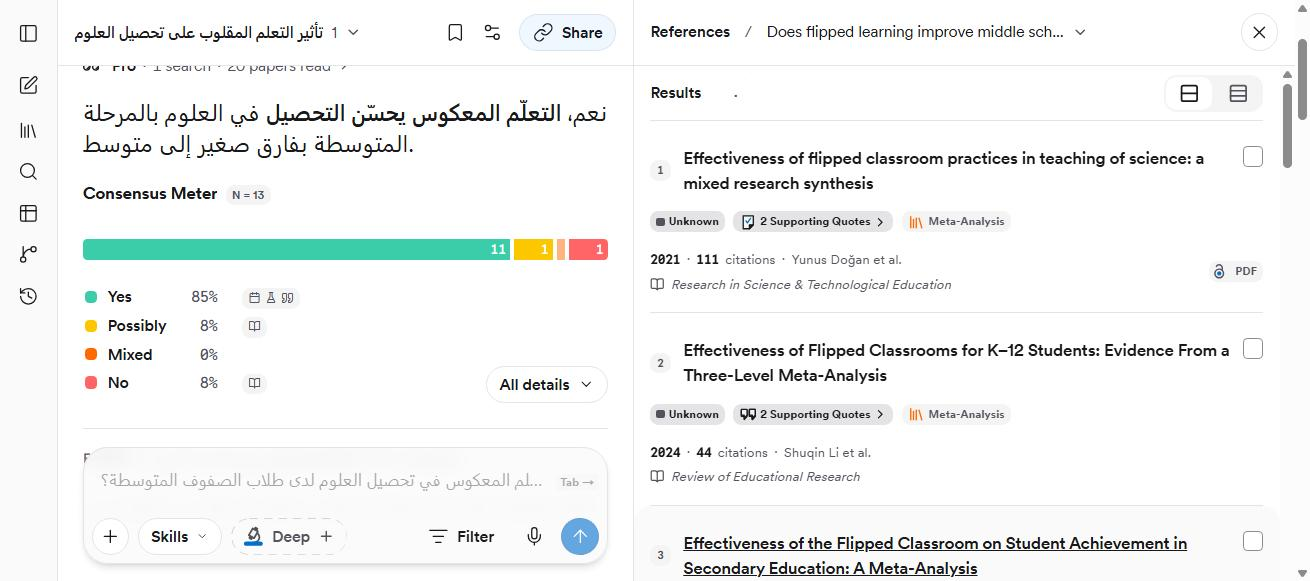 تأثير التعلم المقلوب على تحصيل العلوم 1
Share
Pro · 1 search · 20 papers read
نعم، التعلّم المعكوس يحسّن التحصيل في العلوم بالمرحلة
المتوسطة بفارق صغير إلى متوسط.
Consensus Meter N = 13
11 1 1
Yes 85%
Possibly 8%
Mixed 0%
No 8%
All details
...لم المعكوس في تحصيل العلوم لدى طلاب الصفوف المتوسطة؟ Tab →
Skills Deep + Filter
References / Does flipped learning improve middle sch...
Results .
1 Effectiveness of flipped classroom practices in teaching of science: a
mixed research synthesis
Unknown 2 Supporting Quotes > Meta-Analysis
2021 · 111 citations · Yunus Doğan et al.
PDF
Research in Science & Technological Education
2 Effectiveness of Flipped Classrooms for K–12 Students: Evidence From a
Three-Level Meta-Analysis
Unknown 2 Supporting Quotes > Meta-Analysis
2024 · 44 citations · Shuqin Li et al.
Review of Educational Research
3 Effectiveness of the Flipped Classroom on Student Achievement in
Secondary Education: A Meta-Analysis